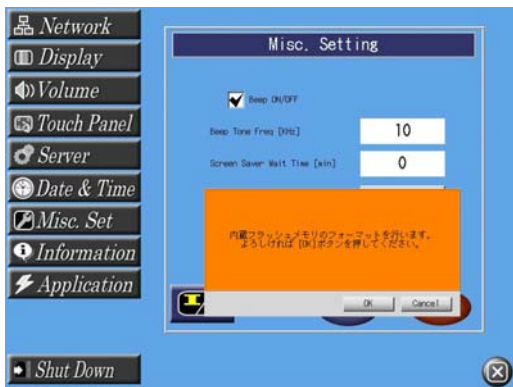 Network
Display
Volume
Touch Panel
Server
Date & Time
Misc. Set
Information
Application
Shut Down
Misc. Setting
Beep ON/OFF
Beep Tone Freq [KHz]
10
Screen Saver Wait Time [min]
0
内蔵フラッシュメモリのフォーマットを行います。
よろしければ [OK]ボタンを押してください。
OK
Cancel